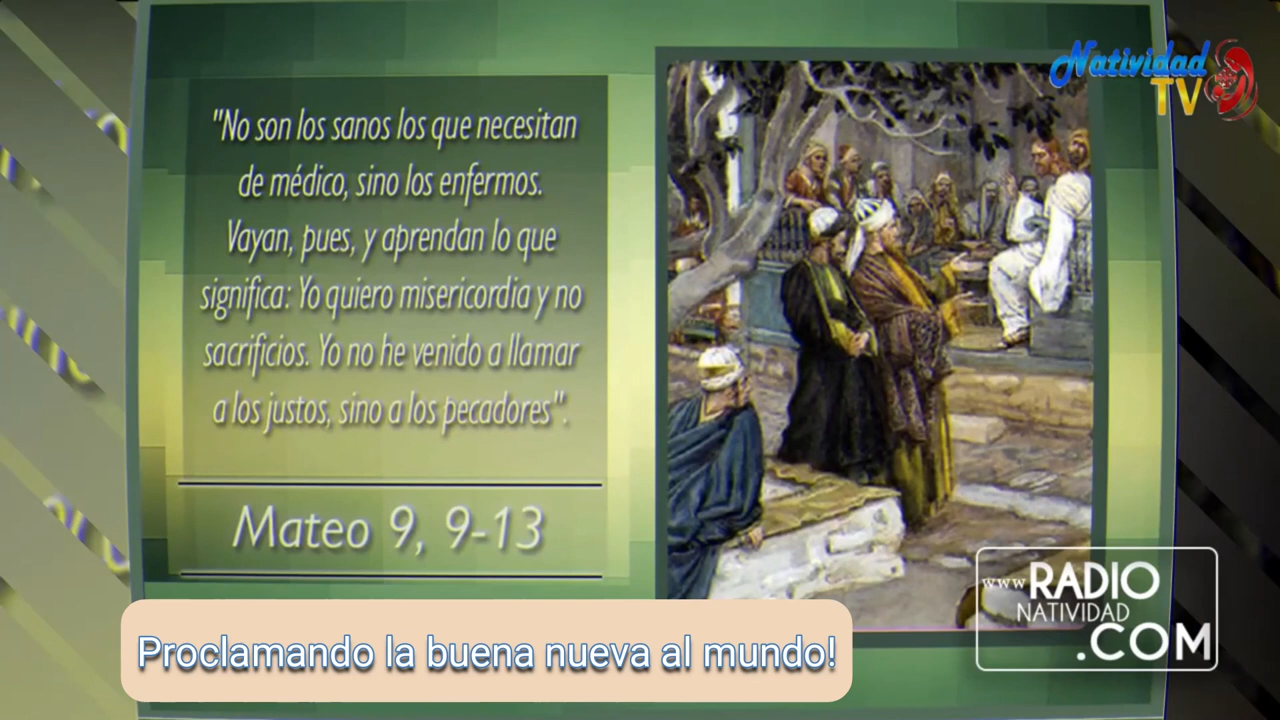 "No son los sanos los que necesitan
de médico, sino los enfermos.
Vayan, pues, y aprendan lo que
significa: Yo quiero misericordia y no
sacrificios. Yo no he venido a llamar
a los justos, sino a los pecadores".
Mateo 9, 9-13
Natividad
TV
www RADIO
NATIVIDAD
.COM
Proclamando la buena nueva al mundo!